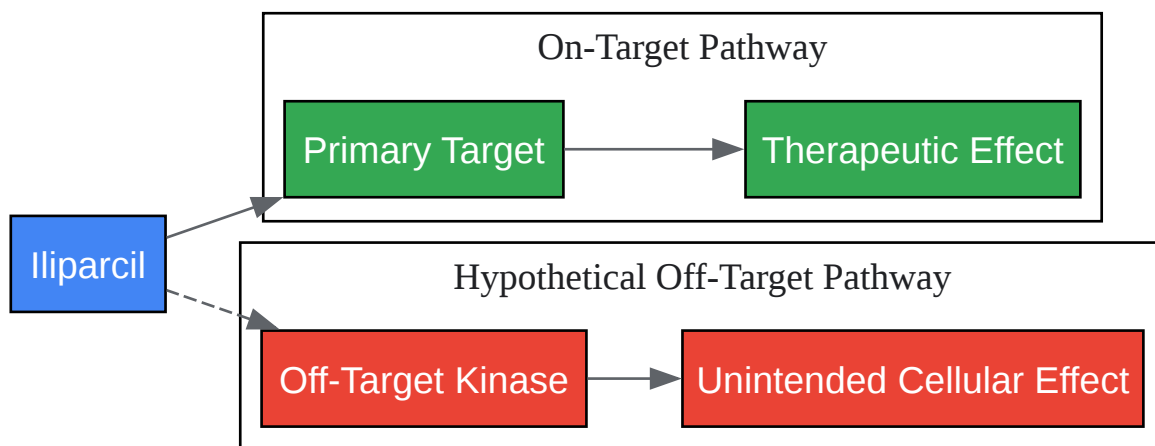 On-Target Pathway
Primary Target
Therapeutic Effect
Iliparcil
Hypothetical Off-Target Pathway
Off-Target Kinase
Unintended Cellular Effect